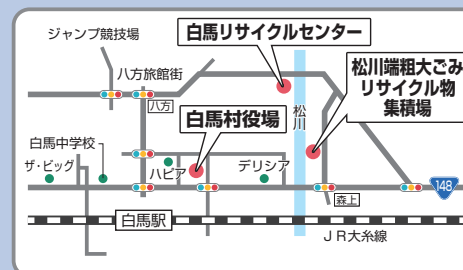 ジャンプ競技場
白馬リサイクルセンター
八方旅館街
松川端粗大ごみ
リサイクル物
集積場
八方
松川
白馬村役場
白馬中学校
ザ・ビッグ
ハピア
デリシア
148
森上
白馬駅
JR大糸線